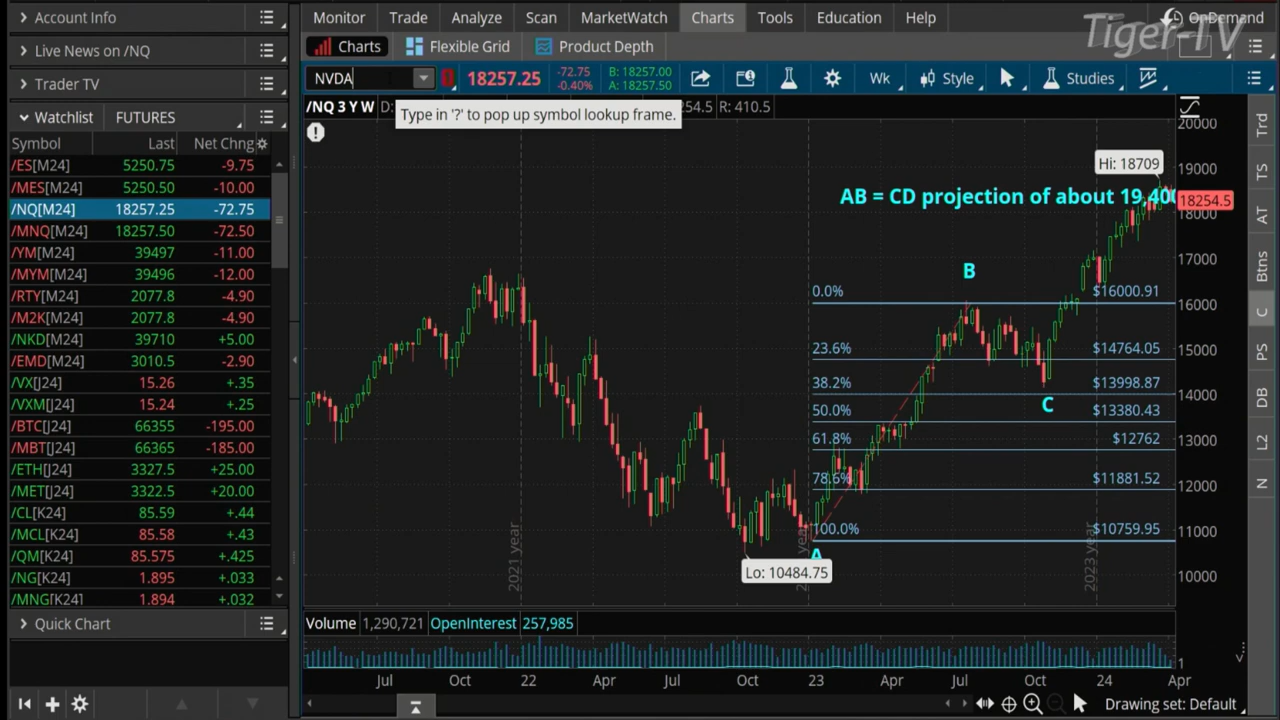 Account Info
Live News on /NQ
Trader TV
Watchlist FUTURES
Symbol Last Net Chng
/ES[M24] 5250.75 -9.75
/MES[M24] 5250.50 -10.00
/NQ[M24] 18257.25 -72.75
/MNQ[M24] 18257.50 -72.50
/YM[M24] 39497 -11.00
/MYM[M24] 39496 -12.00
/RTY[M24] 2077.8 -4.90
/M2K[M24] 2077.8 -4.90
/NKD[M24] 39710 +5.00
/EMD[M24] 3010.5 -2.90
/VX[J24] 15.26 +.35
/VXM[J24] 15.24 +.25
/BTC[J24] 66355 -195.00
/MBT[J24] 66365 -185.00
/ETH[J24] 3327.5 +25.00
/MET[J24] 3322.5 +20.00
/CL[K24] 85.59 +.44
/MCL[K24] 85.58 +.43
/QM[K24] 85.575 +.425
/NG[K24] 1.895 +.033
/MNG[K24] 1.894 +.032
Quick Chart
Monitor Trade Analyze Scan MarketWatch Charts Tools Education Help
OnDemand
Tiger-TV
Charts Flexible Grid Product Depth
NVDA 18257.25 -72.75 -0.40% B: 18257.00 A: 18257.50 Wk Style Studies
/NQ 3 Y W D: 254.5 R: 410.5
Type in '?' to pop up symbol lookup frame.
20000
Hi: 18709
19000
AB = CD projection of about 19,400
18254.5
18000
B
17000
0.0% $16000.91
16000
23.6% $14764.05
15000
38.2% $13998.87
14000
C
50.0% $13380.43
13000
61.8% $12762
78.6% $11881.52
12000
100.0% $10759.95
11000
A
Lo: 10484.75
10000
2021 year
2023 year
Volume 1,290,721 OpenInterest 257,985
1
Jul Oct 22 Apr Jul Oct 23 Apr Jul Oct 24 Apr
Drawing set: Default
Trd
TS
AT
Btns
C
PS
DB
L2
N